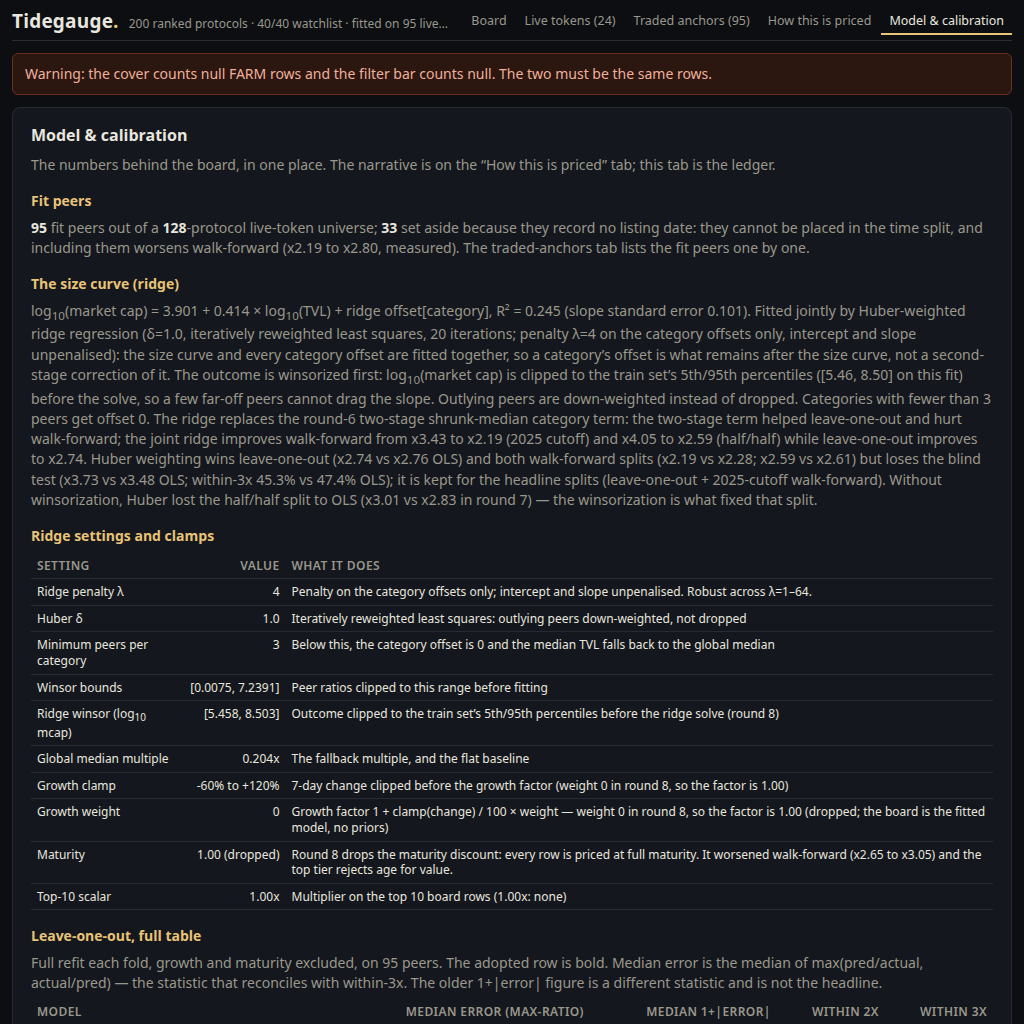 Tidegauge. 200 ranked protocols · 40/40 watchlist · fitted on 95 live... Board Live tokens (24) Traded anchors (95) How this is priced Model & calibration
Warning: the cover counts null FARM rows and the filter bar counts null. The two must be the same rows.
Model & calibration
The numbers behind the board, in one place. The narrative is on the “How this is priced” tab; this tab is the ledger.
Fit peers
95 fit peers out of a 128-protocol live-token universe; 33 set aside because they record no listing date: they cannot be placed in the time split, and
including them worsens walk-forward (x2.19 to x2.80, measured). The traded-anchors tab lists the fit peers one by one.
The size curve (ridge)
log10(market cap) = 3.901 + 0.414 × log10(TVL) + ridge offset[category], R² = 0.245 (slope standard error 0.101). Fitted jointly by Huber-weighted
ridge regression (δ=1.0, iteratively reweighted least squares, 20 iterations; penalty λ=4 on the category offsets only, intercept and slope
unpenalised): the size curve and every category offset are fitted together, so a category’s offset is what remains after the size curve, not a second-
stage correction of it. The outcome is winsorized first: log10(market cap) is clipped to the train set’s 5th/95th percentiles ([5.46, 8.50] on this fit)
before the solve, so a few far-off peers cannot drag the slope. Outlying peers are down-weighted instead of dropped. Categories with fewer than 3
peers get offset 0. The ridge replaces the round-6 two-stage shrunk-median category term: the two-stage term helped leave-one-out and hurt
walk-forward; the joint ridge improves walk-forward from x3.43 to x2.19 (2025 cutoff) and x4.05 to x2.59 (half/half) while leave-one-out improves
to x2.74. Huber weighting wins leave-one-out (x2.74 vs x2.76 OLS) and both walk-forward splits (x2.19 vs x2.28; x2.59 vs x2.61) but loses the blind
test (x3.73 vs x3.48 OLS; within-3x 45.3% vs 47.4% OLS); it is kept for the headline splits (leave-one-out + 2025-cutoff walk-forward). Without
winsorization, Huber lost the half/half split to OLS (x3.01 vs x2.83 in round 7) — the winsorization is what fixed that split.
Ridge settings and clamps
SETTING VALUE WHAT IT DOES
Ridge penalty λ 4 Penalty on the category offsets only; intercept and slope unpenalised. Robust across λ=1–64.
Huber δ 1.0 Iteratively reweighted least squares: outlying peers down-weighted, not dropped
Minimum peers per
category 3 Below this, the category offset is 0 and the median TVL falls back to the global median
Winsor bounds [0.0075, 7.2391] Peer ratios clipped to this range before fitting
Ridge winsor (log10
mcap) [5.458, 8.503] Outcome clipped to the train set’s 5th/95th percentiles before the ridge solve (round 8)
Global median multiple 0.204x The fallback multiple, and the flat baseline
Growth clamp -60% to +120% 7-day change clipped before the growth factor (weight 0 in round 8, so the factor is 1.00)
Growth weight 0 Growth factor 1 + clamp(change) / 100 × weight — weight 0 in round 8, so the factor is 1.00 (dropped; the board is the fitted
model, no priors)
Maturity 1.00 (dropped) Round 8 drops the maturity discount: every row is priced at full maturity. It worsened walk-forward (x2.65 to x3.05) and the
top tier rejects age for value.
Top-10 scalar 1.00x Multiplier on the top 10 board rows (1.00x: none)
Leave-one-out, full table
Full refit each fold, growth and maturity excluded, on 95 peers. The adopted row is bold. Median error is the median of max(pred/actual,
actual/pred) — the statistic that reconciles with within-3x. The older 1+|error| figure is a different statistic and is not the headline.
MODEL MEDIAN ERROR (MAX-RATIO) MEDIAN 1+|ERROR| WITHIN 2X WITHIN 3X